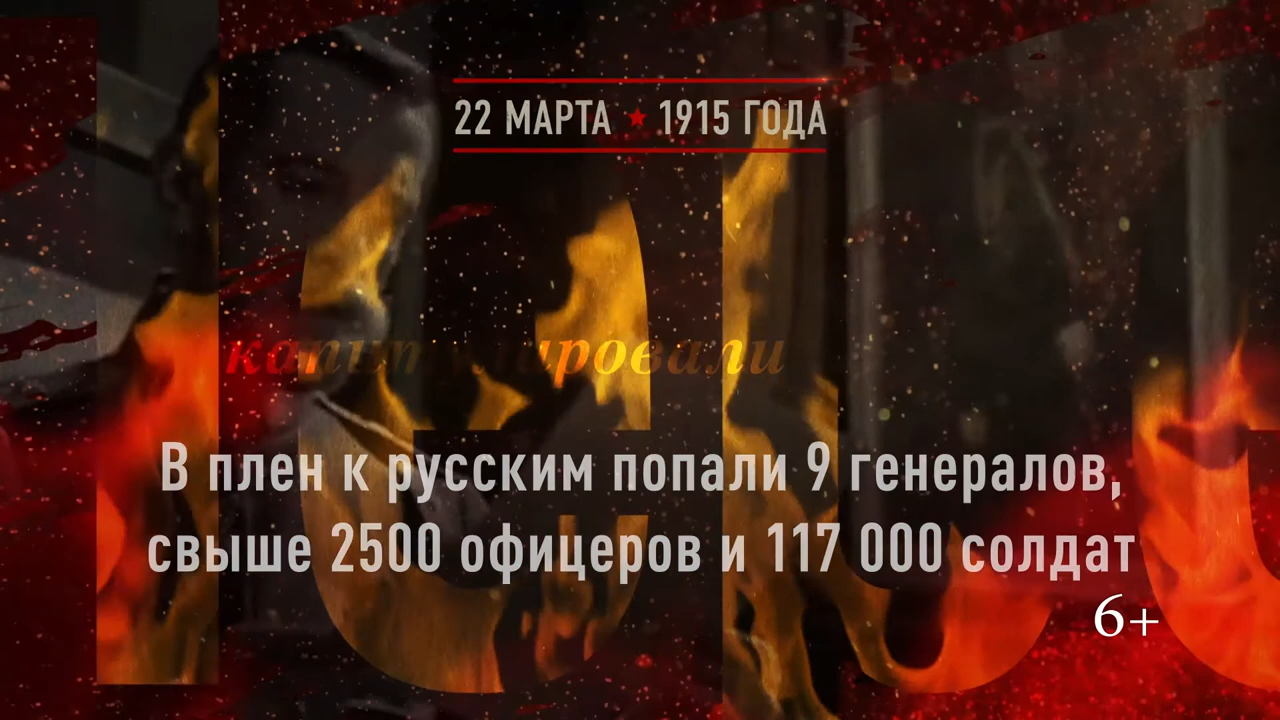 22 МАРТА ★ 1915 ГОДА
капитулировали
В плен к русским попали 9 генералов,
свыше 2500 офицеров и 117 000 солдат
6+